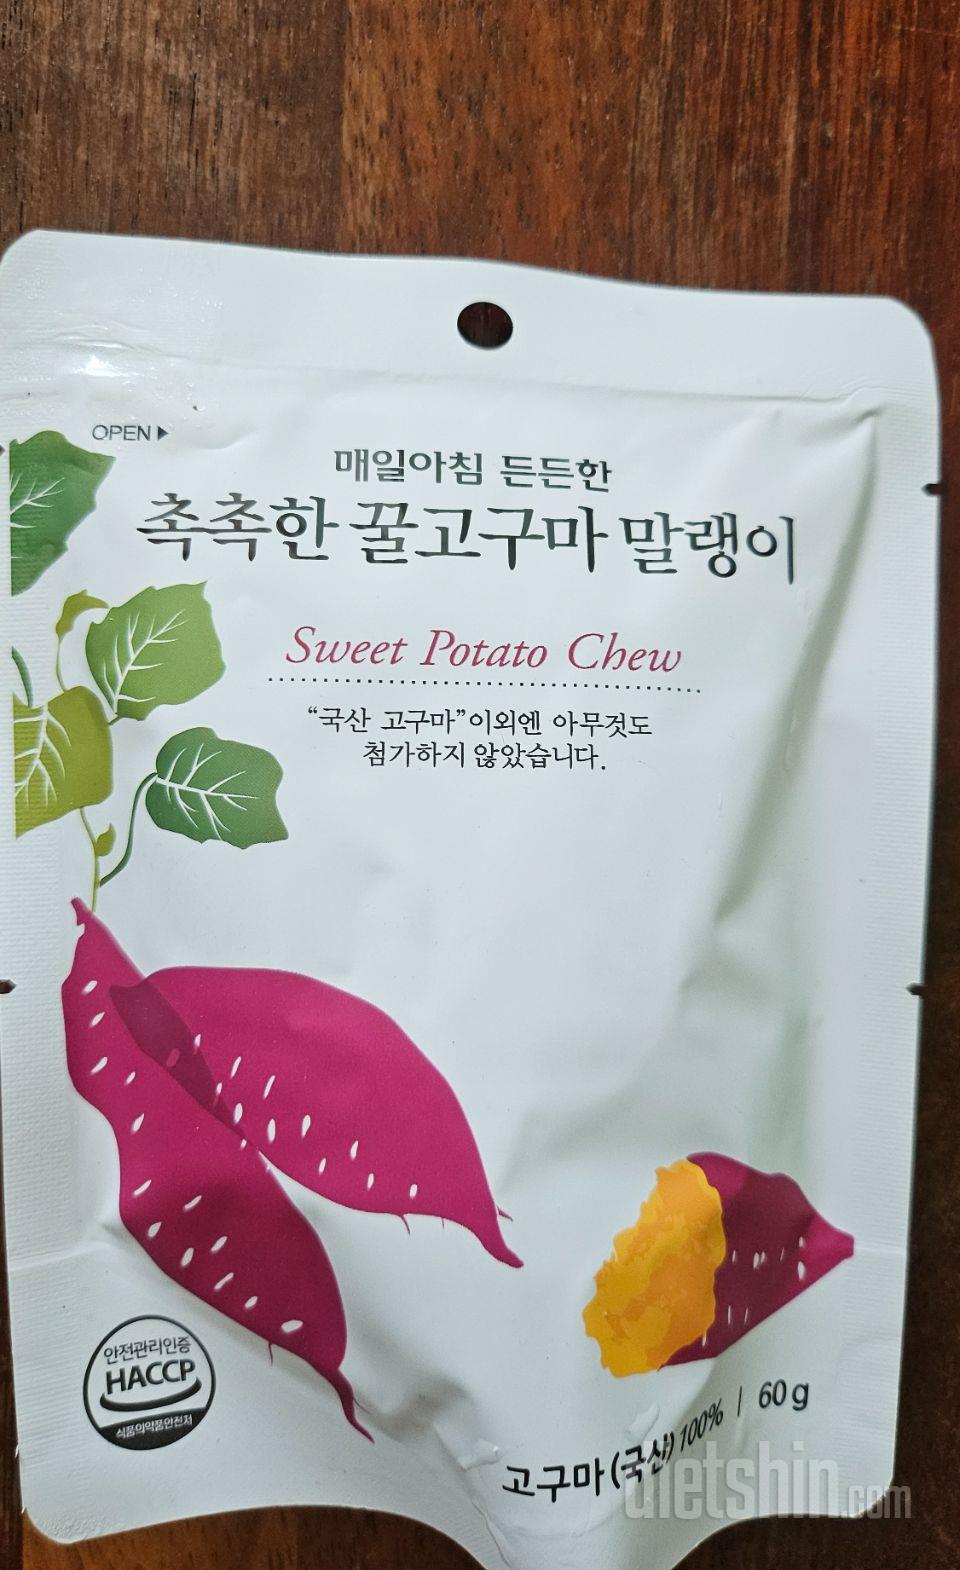 OPEN▶
매일아침 든든한
촉촉한 꿀고구마 말랭이
Sweet Potato Chew
“국산 고구마”이외엔 아무것도
첨가하지 않았습니다.
안전관리인증
HACCP
식품의약품안전처
고구마(국산) 100% | 60 g
dietshin.com